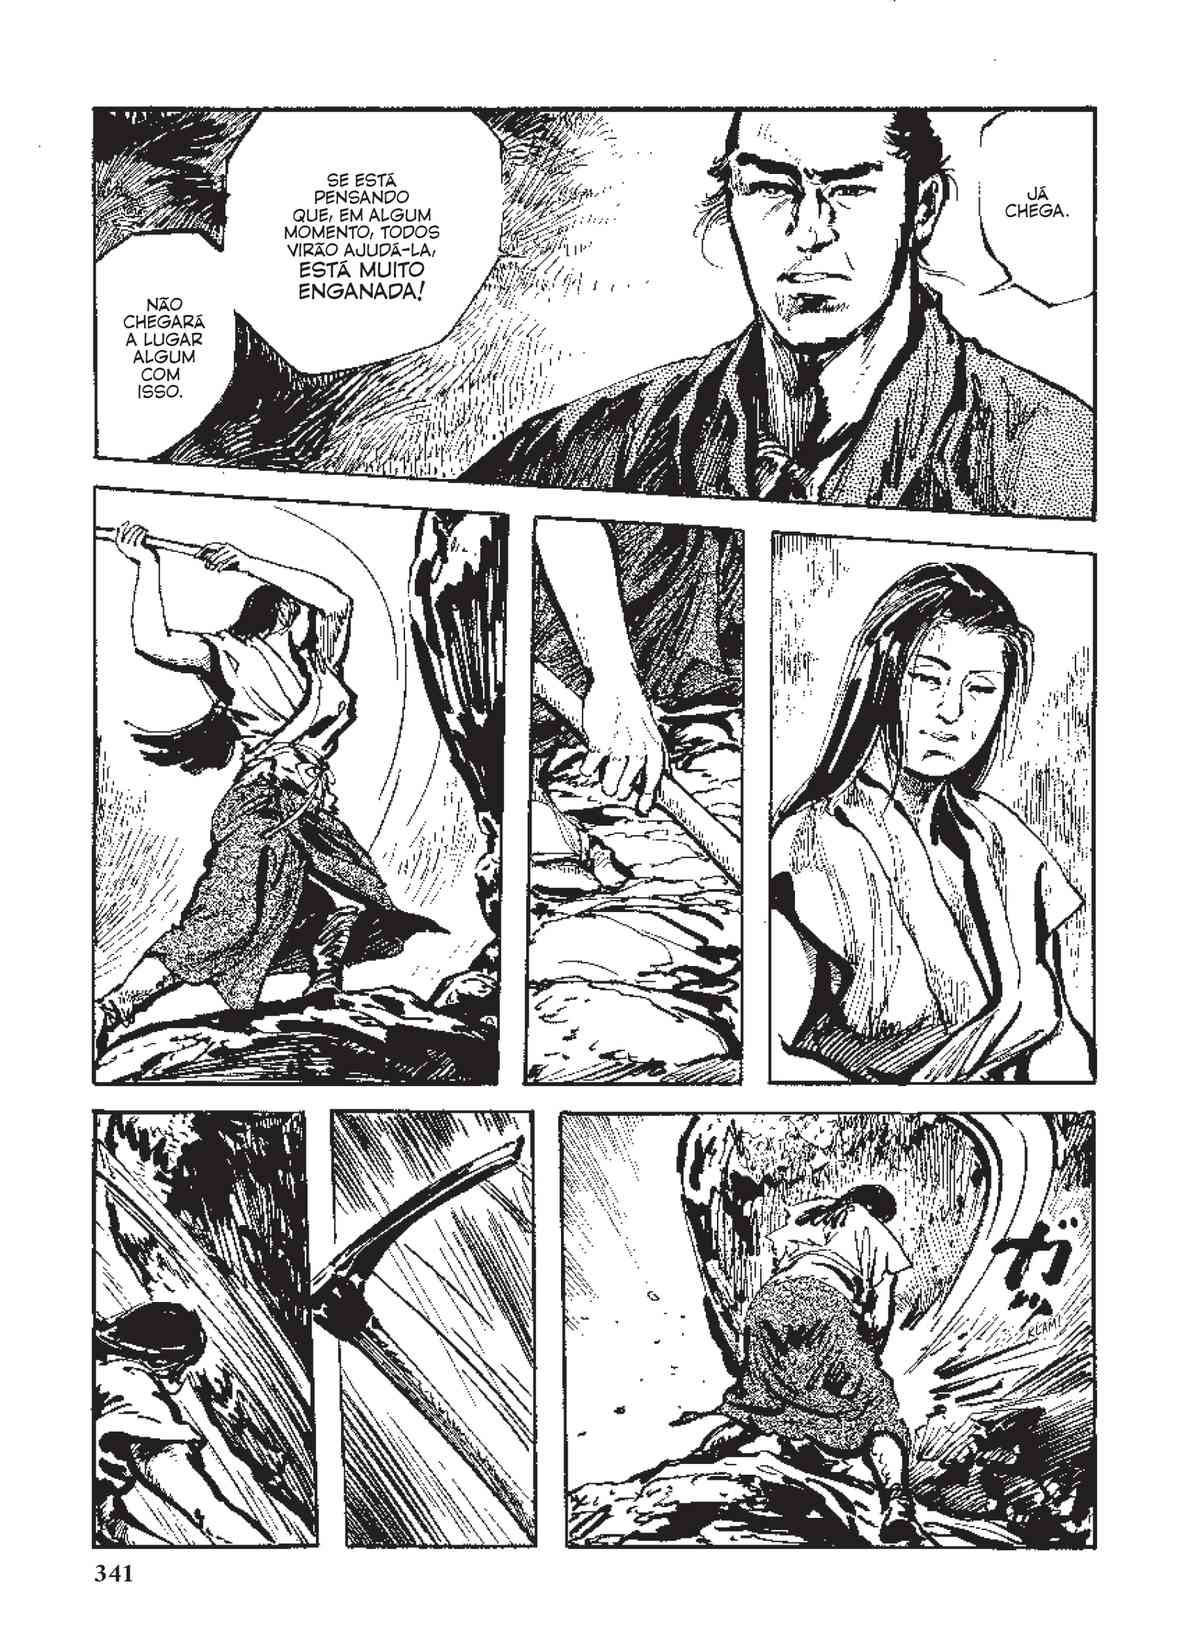 JÁ
CHEGA.
SE ESTÁ
PENSANDO
QUE, EM ALGUM
MOMENTO, TODOS
VIRÃO AJUDÁ-LA,
ESTÁ MUITO
ENGANADA!
NÃO
CHEGARÁ
A LUGAR
ALGUM
COM
ISSO.
ガッ
KLAM!
341